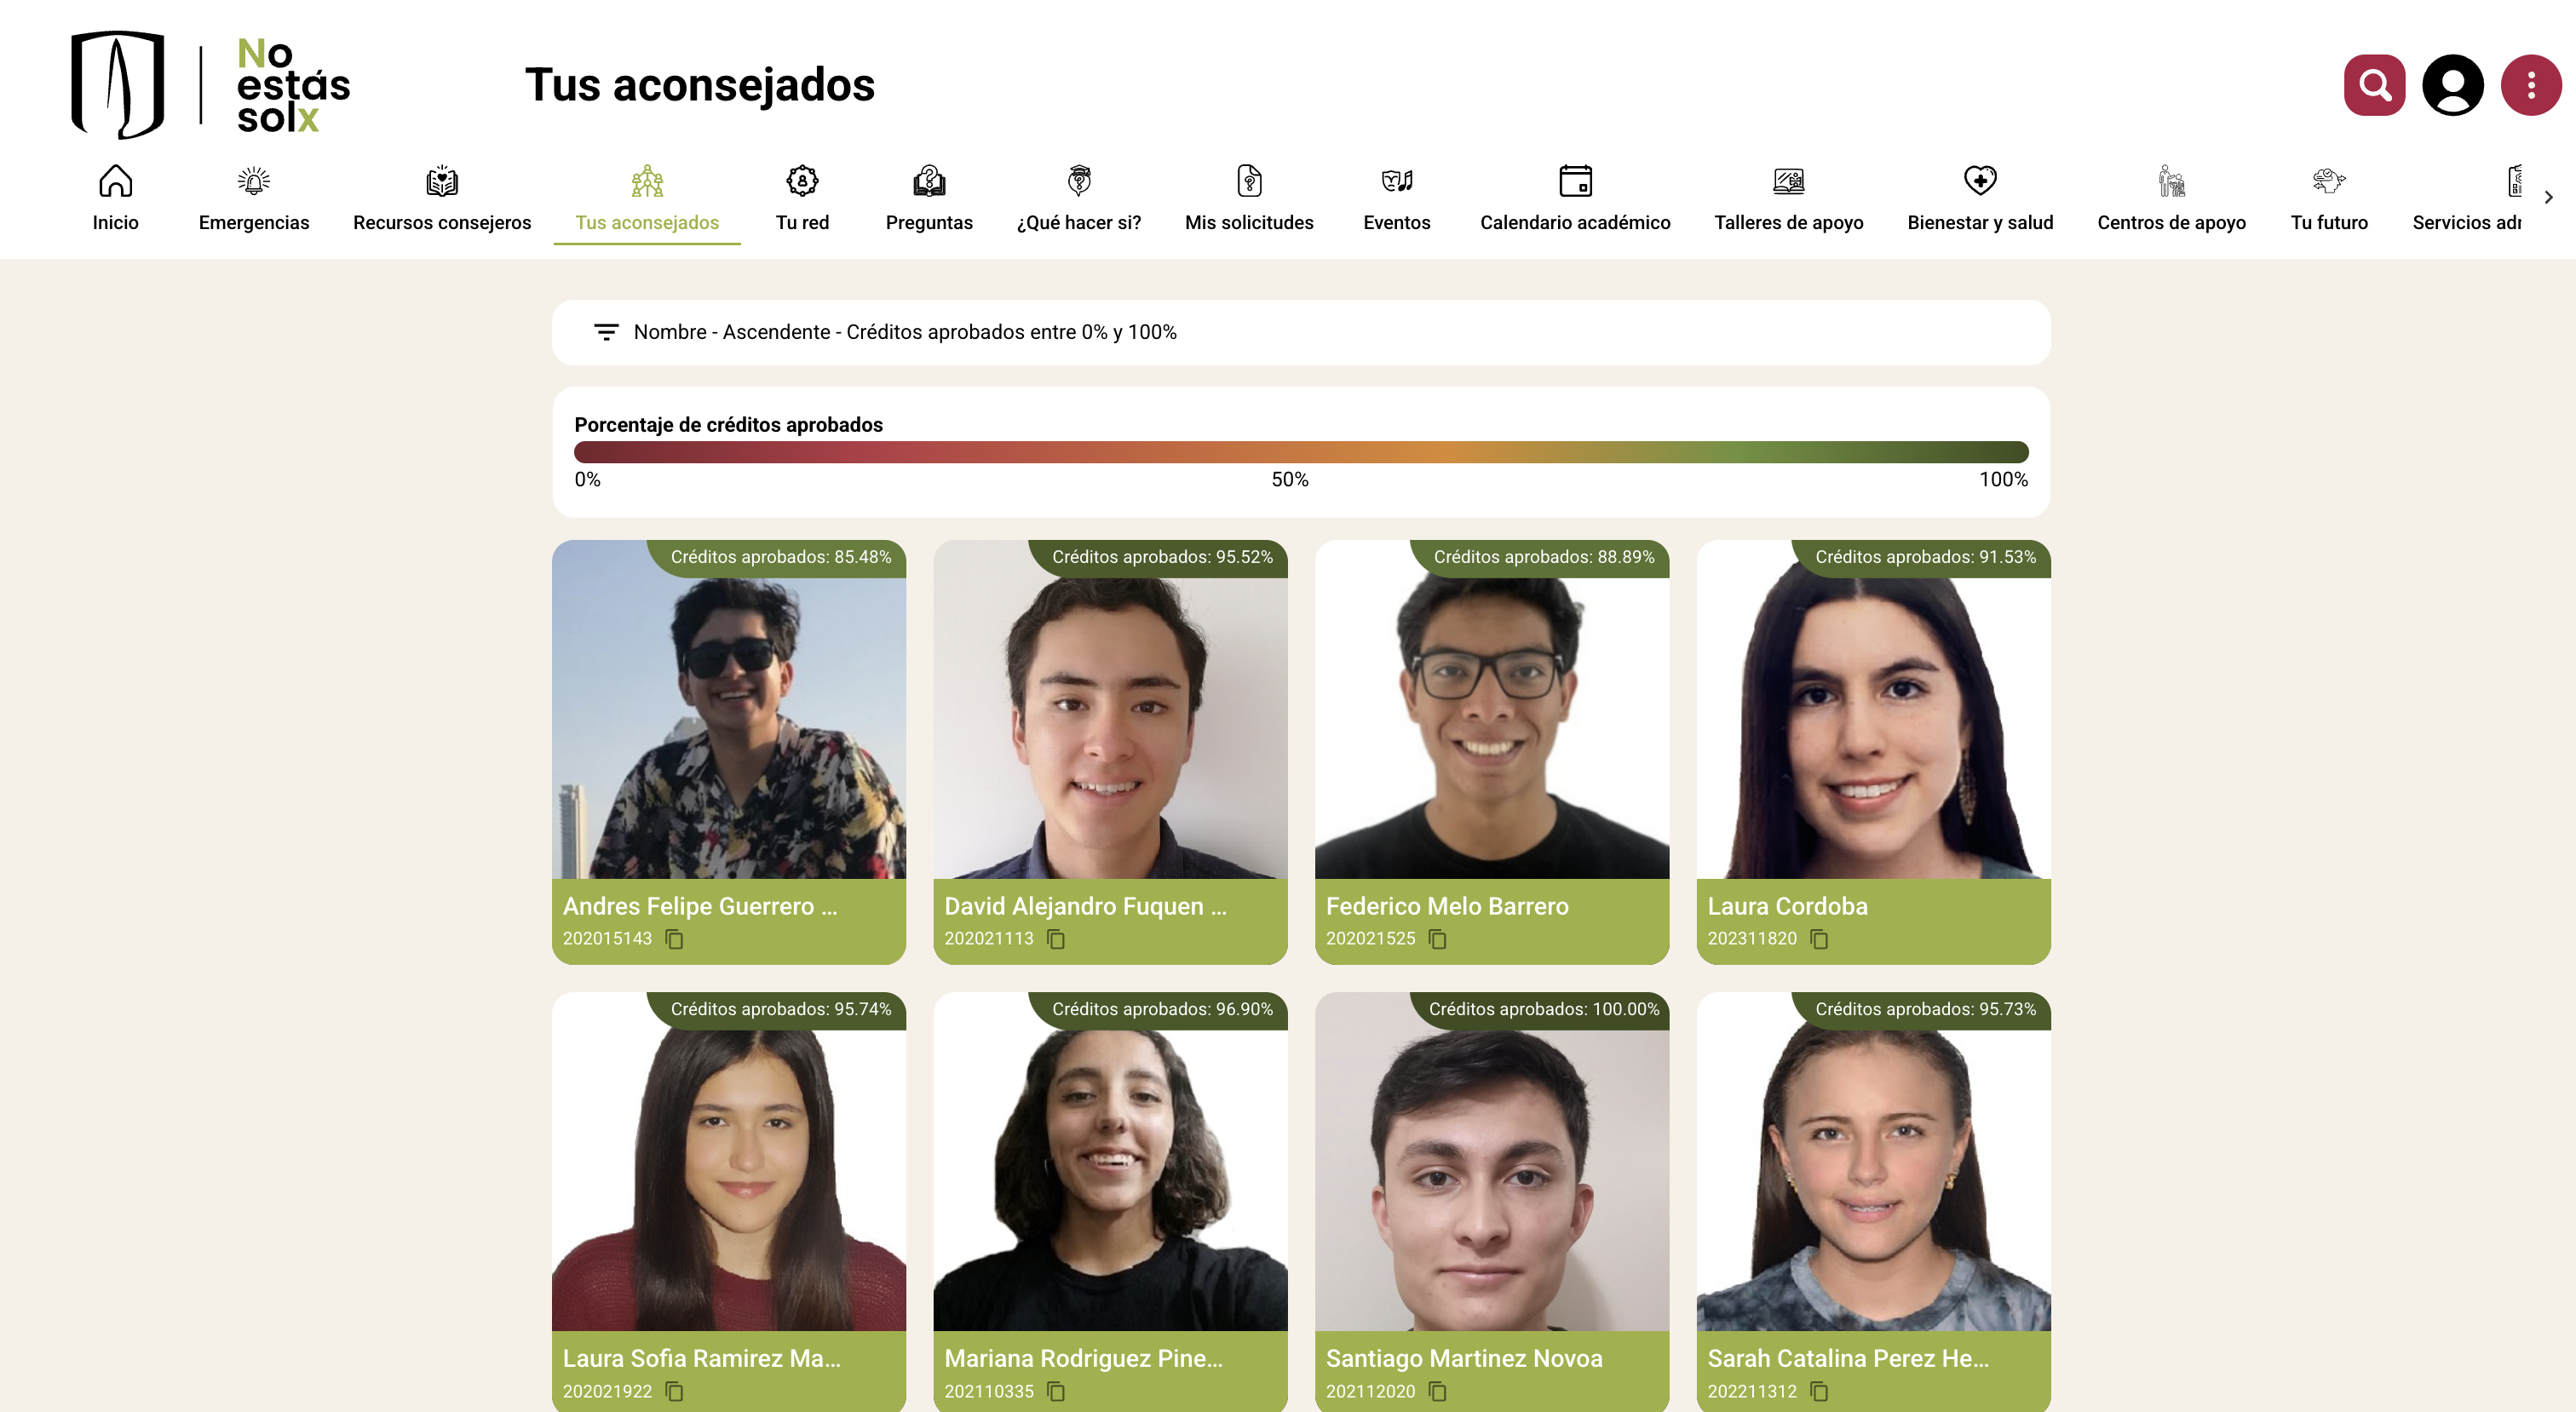 No
estás
solx
Tus aconsejados
Inicio
Emergencias
Recursos consejeros
Tus aconsejados
Tu red
Preguntas
¿Qué hacer si?
Mis solicitudes
Eventos
Calendario académico
Talleres de apoyo
Bienestar y salud
Centros de apoyo
Tu futuro
Servicios adr
Nombre - Ascendente - Créditos aprobados entre 0% y 100%
Porcentaje de créditos aprobados
0% 50% 100%
Créditos aprobados: 85.48%
Andres Felipe Guerrero ...
202015143
Créditos aprobados: 95.52%
David Alejandro Fuquen ...
202021113
Créditos aprobados: 88.89%
Federico Melo Barrero
202021525
Créditos aprobados: 91.53%
Laura Cordoba
202311820
Créditos aprobados: 95.74%
Laura Sofia Ramirez Ma...
202021922
Créditos aprobados: 96.90%
Mariana Rodriguez Pine...
202110335
Créditos aprobados: 100.00%
Santiago Martinez Novoa
202112020
Créditos aprobados: 95.73%
Sarah Catalina Perez He...
202211312